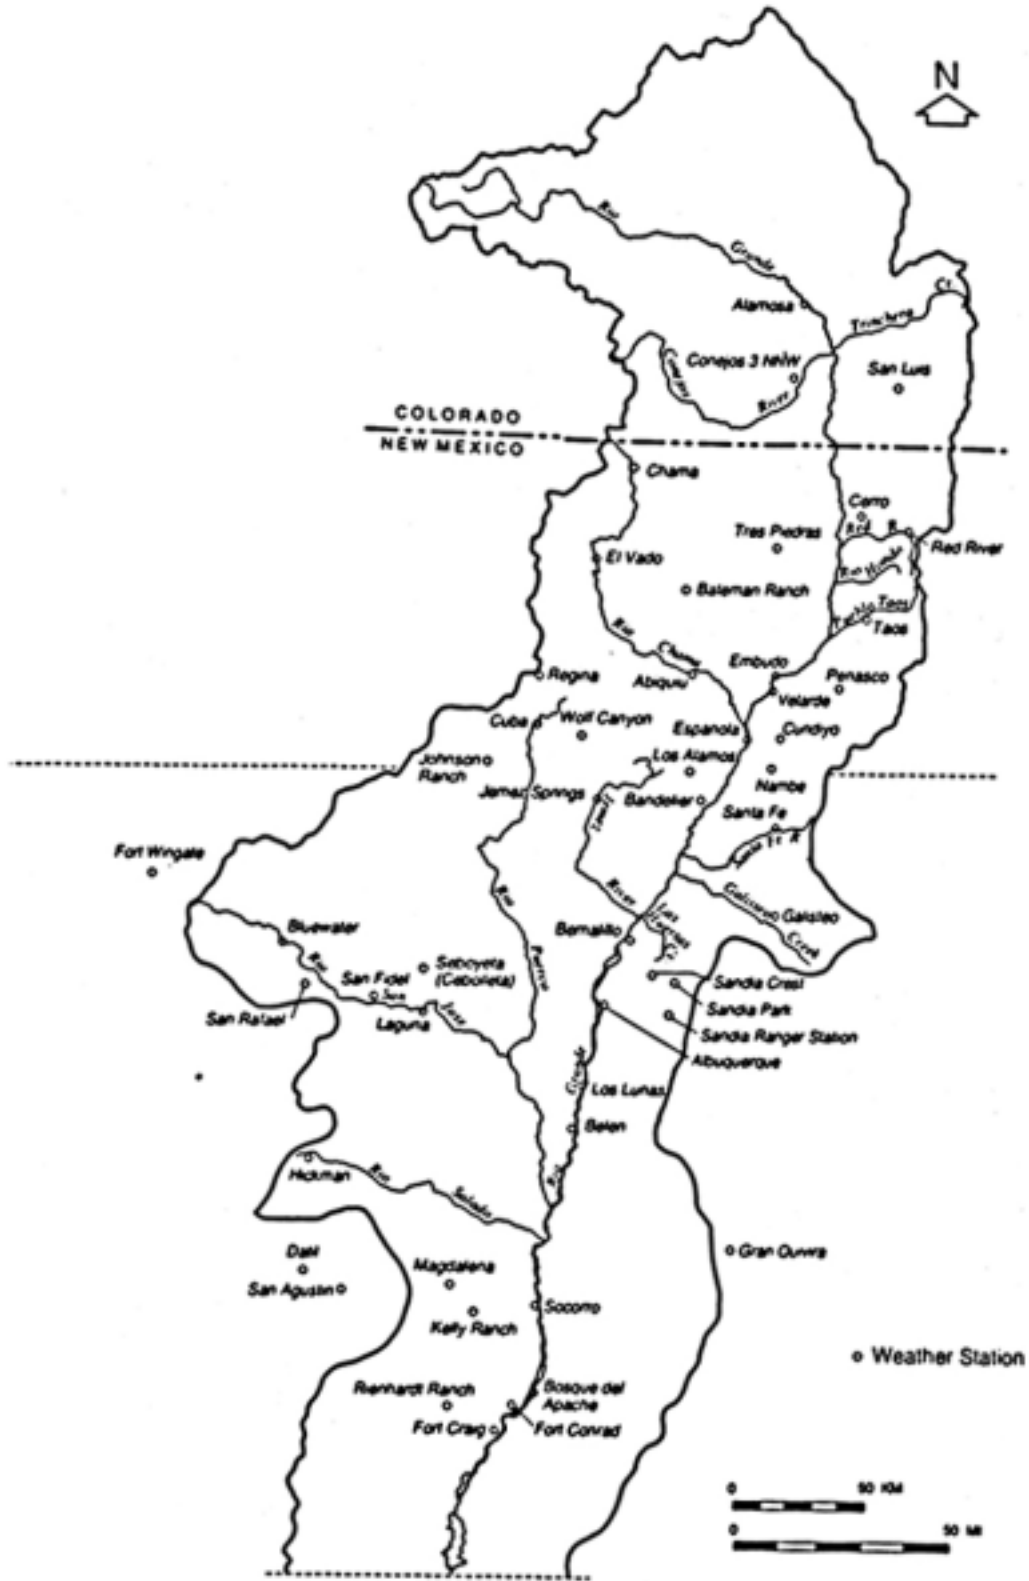 N
Rio
Grande
Alamosa
Trinchera
Cr.
Conejos 3 NNW
San Luis
Conejos
River
COLORADO
NEW MEXICO
Chama
Cerro
Tres Piedras
Red R.
Red River
El Vado
Rio Hondo
Bateman Ranch
Pueblo Taos
Taos
Rio
Chama
Embudo
Regina
Abiquiu
Penasco
Velarde
Cuba
Wolf Canyon
Espanola
Cundiyo
Johnson
Ranch
Los Alamos
Nambe
Jemez Springs
Bandelier
Santa Fe
Santa Fe R.
Fort Wingate
Rio
River
Galisteo
Galisteo
Creek
Las
Huertas
Cr.
Bernalillo
Bluewater
Rio
Puerco
Seboyeta
(Cebolleta)
San Fidel
San
Jose
Sandia Crest
San Rafael
Laguna
Sandia Park
Sandia Ranger Station
Albuquerque
Grande
Los Lunas
Belen
Rio
Hickman
Rio
Salado
Gran Quivira
Datil
Magdalena
San Agustin
Socorro
Kelly Ranch
Weather Station
Rienhardt Ranch
Bosque del
Apache
Fort Craig
Fort Conrad
0 50 KM
0 50 MI